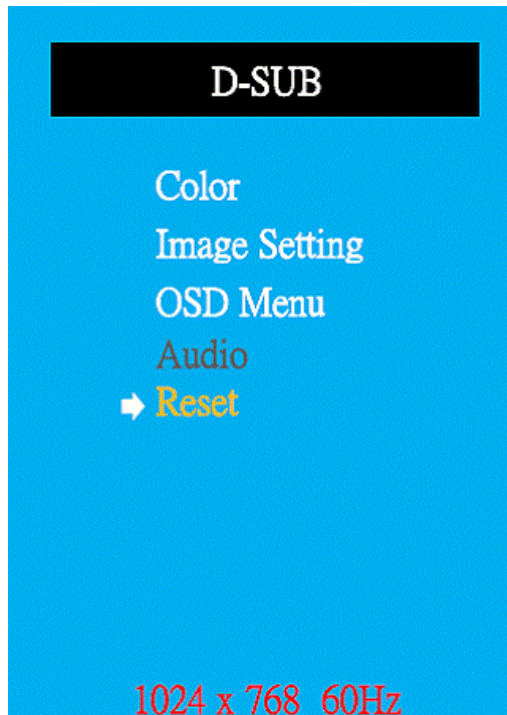 D-SUB
Color
Image Setting
OSD Menu
Audio
Reset
1024 x 768 60Hz